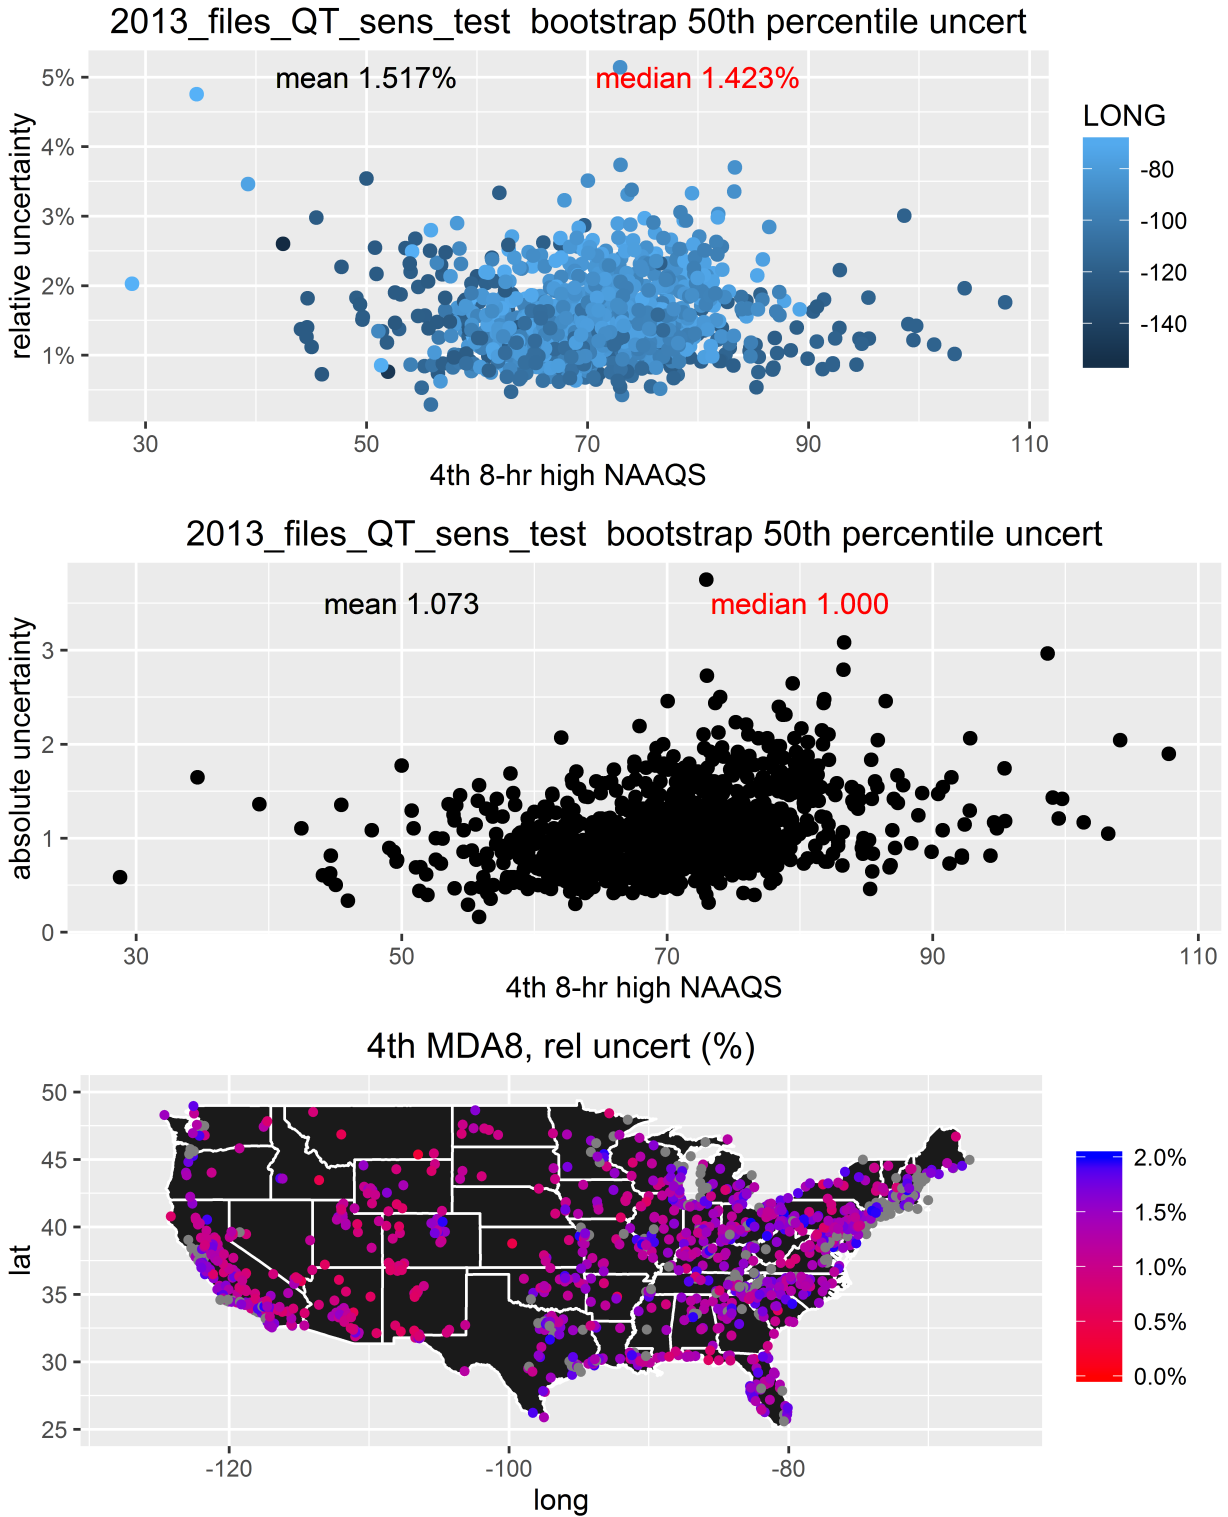 2013_files_QT_sens_test  bootstrap 50th percentile uncert
mean 1.517%
median 1.423%
relative uncertainty
5%
4%
3%
2%
1%
30
50
70
90
110
4th 8-hr high NAAQS
LONG
-80
-100
-120
-140
2013_files_QT_sens_test  bootstrap 50th percentile uncert
mean 1.073
median 1.000
absolute uncertainty
3
2
1
0
30
50
70
90
110
4th 8-hr high NAAQS
4th MDA8, rel uncert (%)
lat
50
45
40
35
30
25
-120
-100
-80
long
2.0%
1.5%
1.0%
0.5%
0.0%